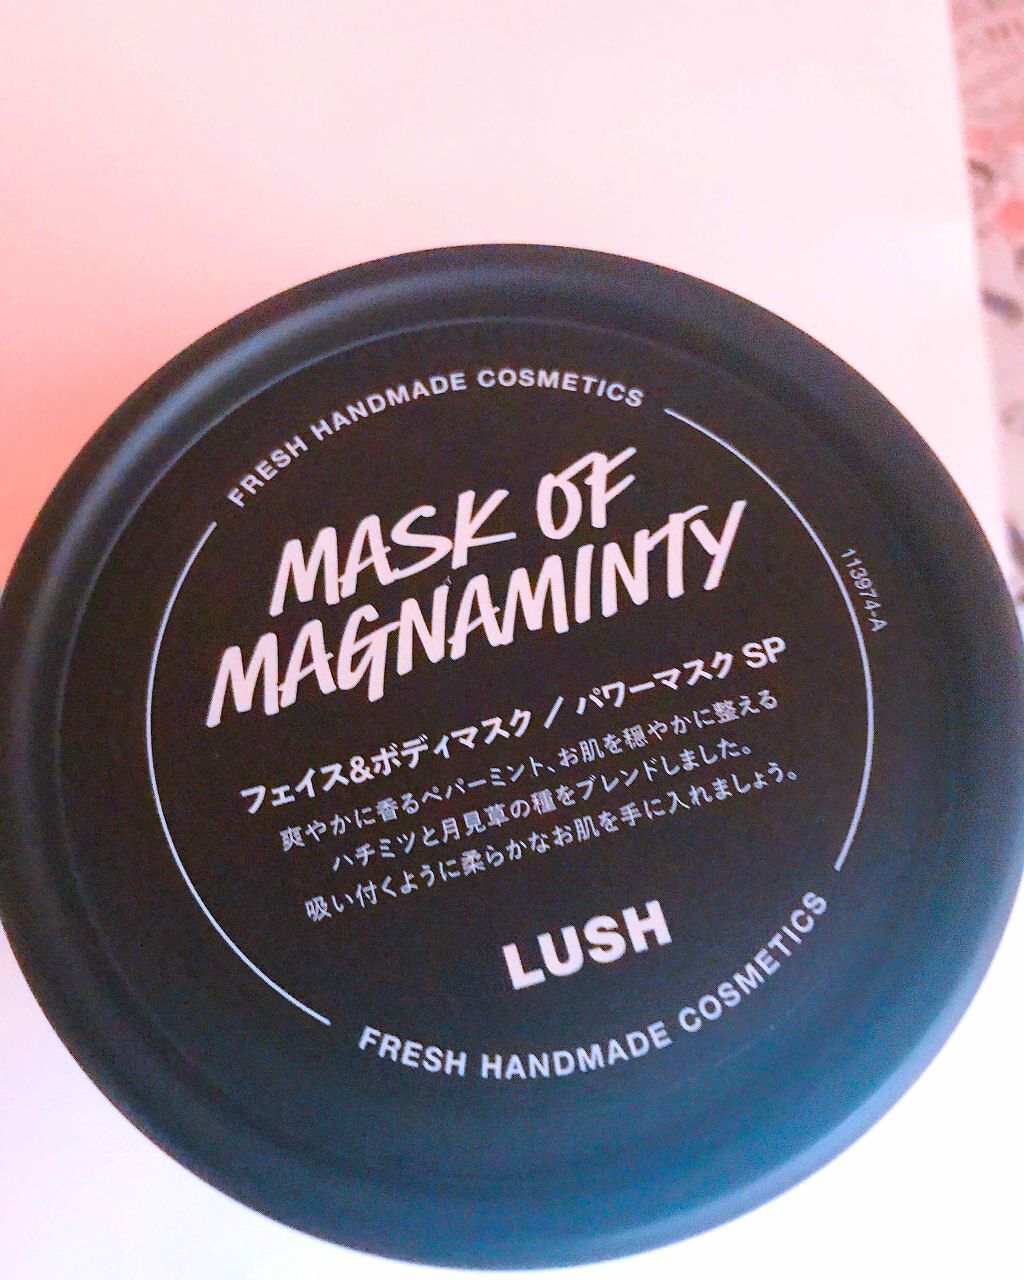 FRESH HANDMADE COSMETICS
MASK OF
MAGNAMINTY
フェイス&ボディマスク / パワーマスク SP
爽やかに香るペパーミント、お肌を穏やかに整える
ハチミツと月見草の種をブレンドしました。
吸い付くように柔らかなお肌を手に入れましょう。
LUSH
FRESH HANDMADE COSMETICS
113974-A